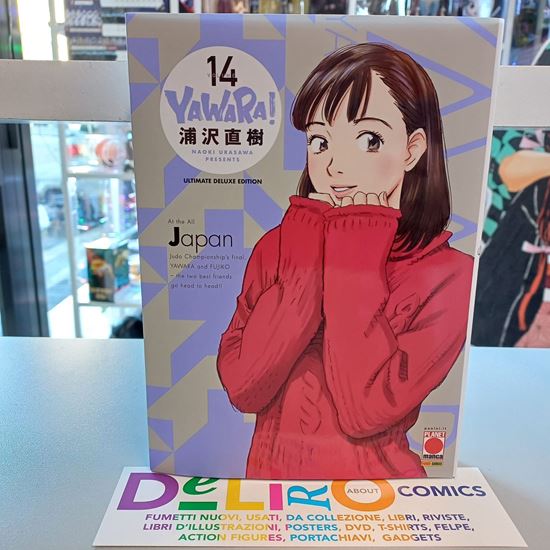 14
YAWARA!
浦沢直樹
NAOKI URASAWA
PRESENTS
ULTIMATE DELUXE EDITION
At the All
Japan
Judo Championship's final,
YAWARA and FUJIKO
— the two best friends
go head to head!!
panini.it
PLANET
manga
DeLiRO
ABOUT
COMICS
FUMETTI NUOVI, USATI, DA COLLEZIONE, LIBRI, RIVISTE,
LIBRI D'ILLUSTRAZIONI, POSTERS, DVD, T-SHIRTS, FELPE,
ACTION FIGURES, PORTACHIAVI, GADGETS